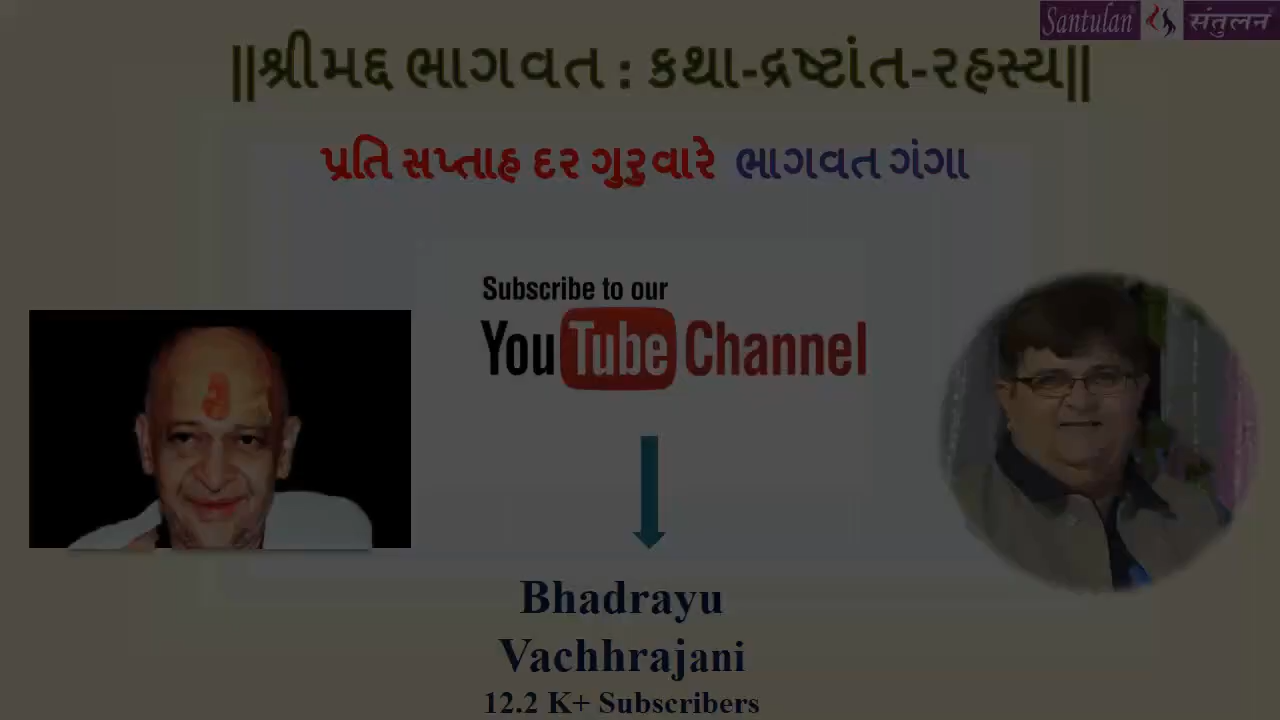 Santulan® संतुलन®
||શ્રીમદ્દ ભાગવત : કથા-દ્રષ્ટાંત-રહસ્ય||
પ્રતિ સપ્તાહ દર ગુરુવારે ભાગવત ગંગા
Subscribe to our
YouTube Channel
Bhadrayu
Vachhrajani
12.2 K+ Subscribers